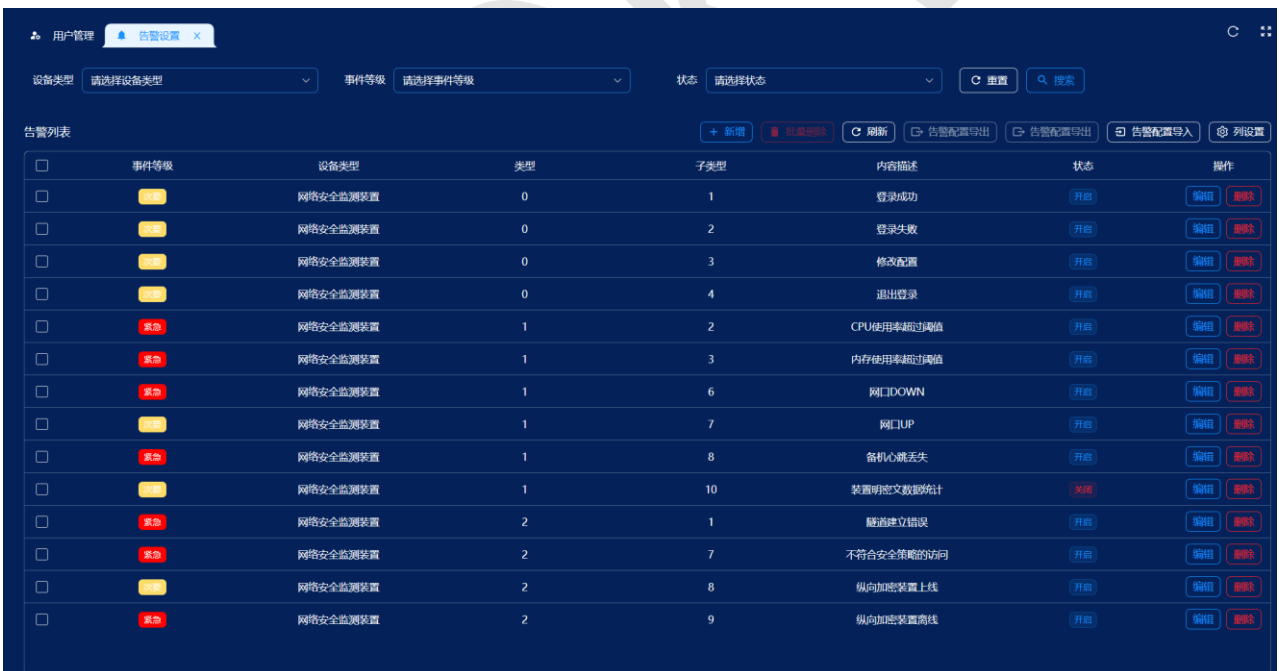 用户管理 告警设置 X
设备类型 请选择设备类型 事件等级 请选择事件等级 状态 请选择状态 重置 搜索
告警列表 + 新增 批量删除 刷新 告警配置导出 告警配置导出 告警配置导入 列设置
事件等级 设备类型 类型 子类型 内容描述 状态 操作
次要 网络安全监测装置 0 1 登录成功 开启 编辑 删除
次要 网络安全监测装置 0 2 登录失败 开启 编辑 删除
次要 网络安全监测装置 0 3 修改配置 开启 编辑 删除
次要 网络安全监测装置 0 4 退出登录 开启 编辑 删除
紧急 网络安全监测装置 1 2 CPU使用率超过阈值 开启 编辑 删除
紧急 网络安全监测装置 1 3 内存使用率超过阈值 开启 编辑 删除
紧急 网络安全监测装置 1 6 网口DOWN 开启 编辑 删除
次要 网络安全监测装置 1 7 网口UP 开启 编辑 删除
紧急 网络安全监测装置 1 8 备机心跳丢失 开启 编辑 删除
次要 网络安全监测装置 1 10 装置明密文数据统计 关闭 编辑 删除
紧急 网络安全监测装置 2 1 隧道建立错误 开启 编辑 删除
紧急 网络安全监测装置 2 7 不符合安全策略的访问 开启 编辑 删除
次要 网络安全监测装置 2 8 纵向加密装置上线 开启 编辑 删除
紧急 网络安全监测装置 2 9 纵向加密装置离线 开启 编辑 删除